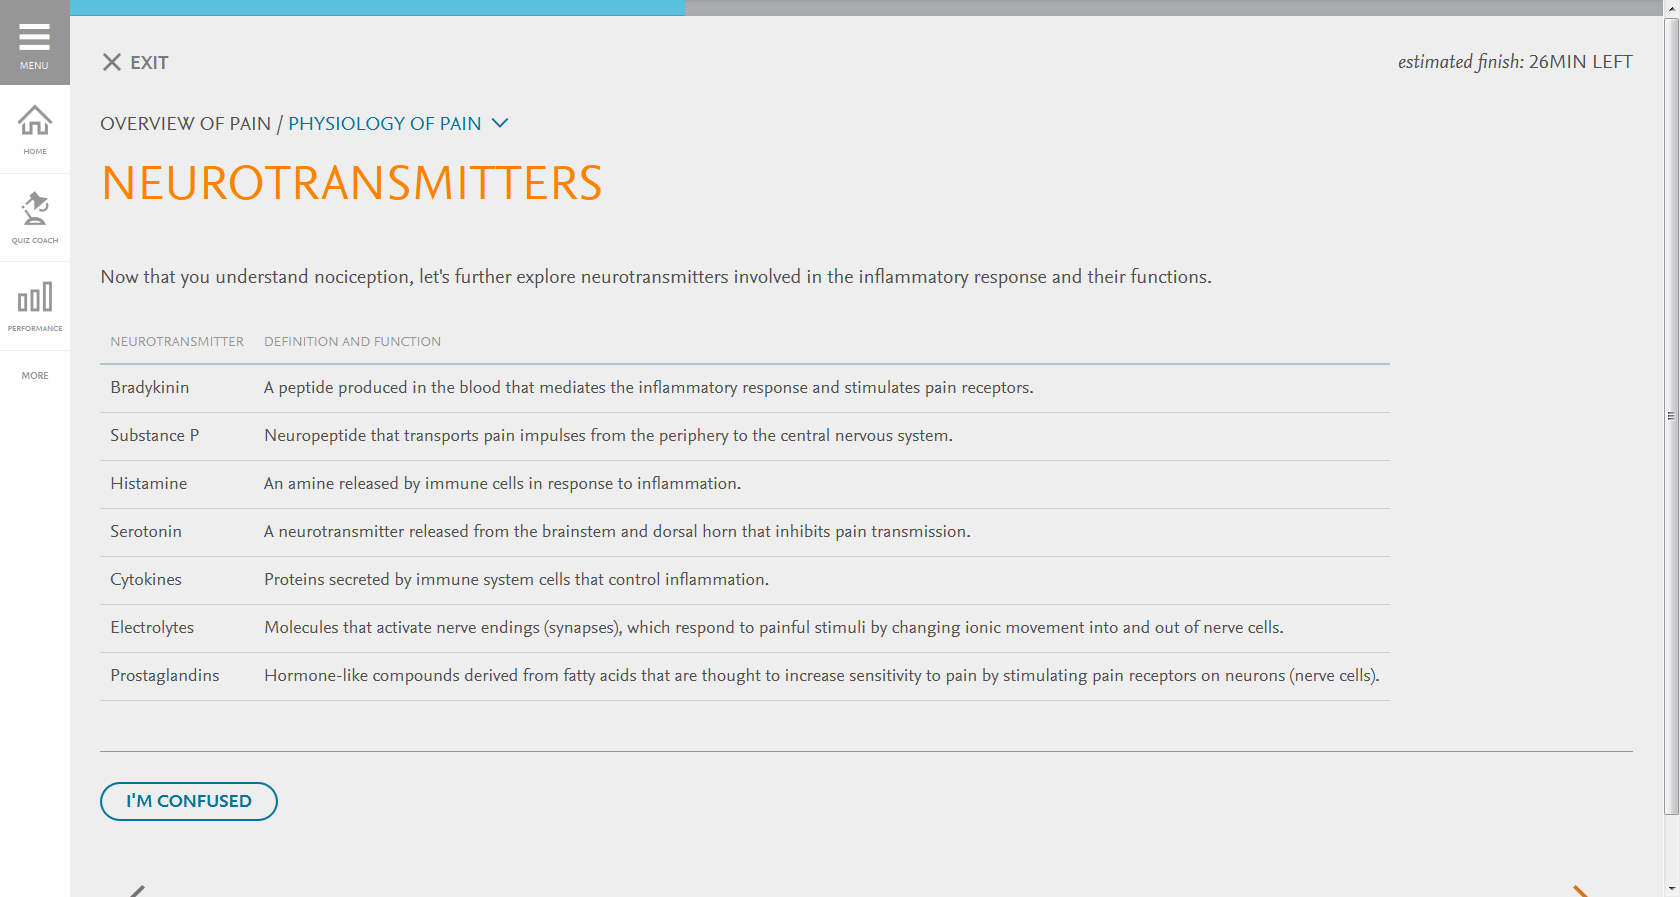 MENU
HOME
QUIZ COACH
PERFORMANCE
MORE
EXIT
estimated finish: 26MIN LEFT
OVERVIEW OF PAIN / PHYSIOLOGY OF PAIN
NEUROTRANSMITTERS
Now that you understand nociception, let's further explore neurotransmitters involved in the inflammatory response and their functions.
NEUROTRANSMITTER DEFINITION AND FUNCTION
Bradykinin A peptide produced in the blood that mediates the inflammatory response and stimulates pain receptors.
Substance P Neuropeptide that transports pain impulses from the periphery to the central nervous system.
Histamine An amine released by immune cells in response to inflammation.
Serotonin A neurotransmitter released from the brainstem and dorsal horn that inhibits pain transmission.
Cytokines Proteins secreted by immune system cells that control inflammation.
Electrolytes Molecules that activate nerve endings (synapses), which respond to painful stimuli by changing ionic movement into and out of nerve cells.
Prostaglandins Hormone-like compounds derived from fatty acids that are thought to increase sensitivity to pain by stimulating pain receptors on neurons (nerve cells).
I'M CONFUSED